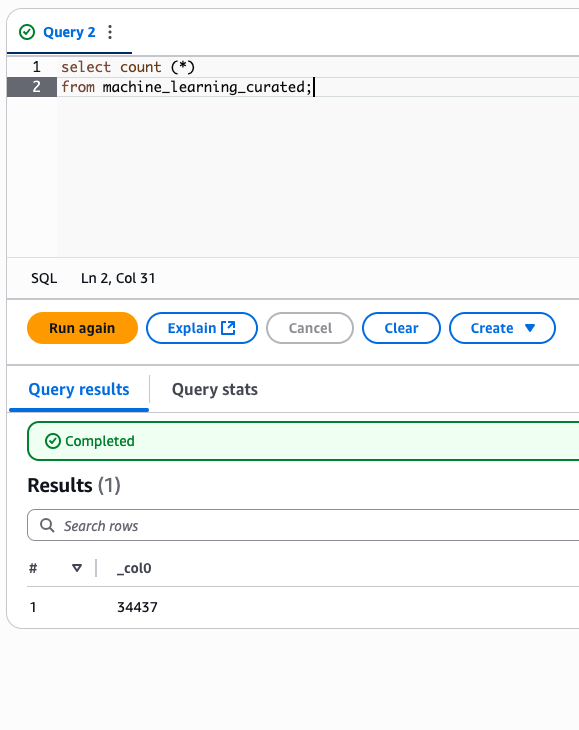 Query 2
1 select count (*)
2 from machine_learning_curated;
SQL Ln 2, Col 31
Run again Explain Cancel Clear Create
Query results Query stats
Completed
Results (1)
Search rows
# _col0
1 34437